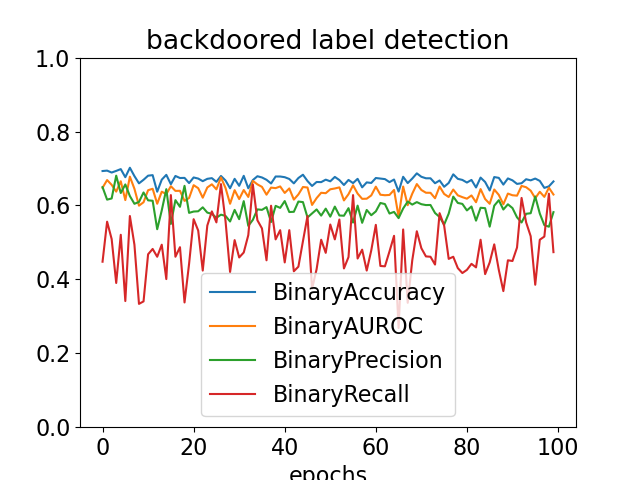 backdoored label detection
1.0
0.8
0.6
0.4
0.2
0.0
BinaryAccuracy
BinaryAUROC
BinaryPrecision
BinaryRecall
0 20 40 60 80 100
epochs